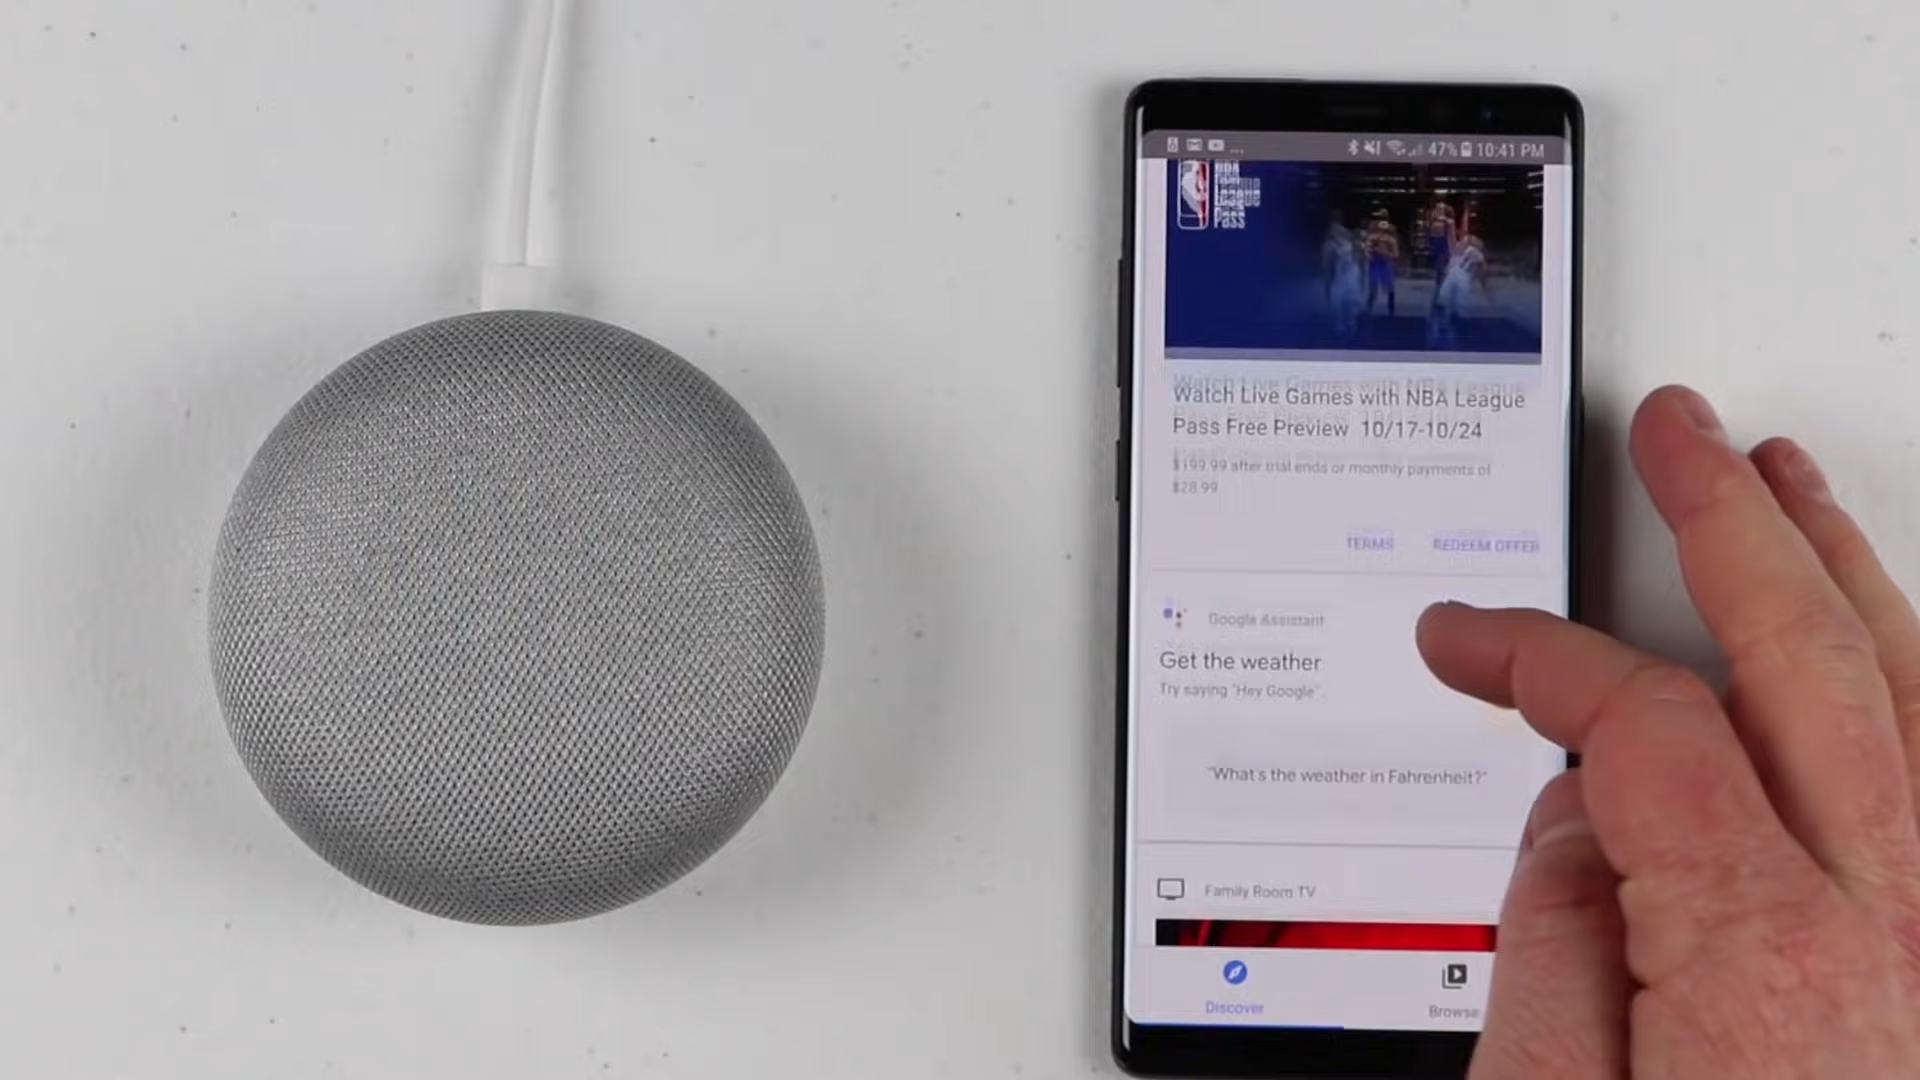 ... 47% 10:41 PM
NBA
League
Pass
Watch Live Games with NBA League
Pass Free Preview 10/17-10/24
$199.99 after trial ends or monthly payments of
$28.99
TERMS REDEEM OFFER
Google Assistant
Get the weather
Try saying "Hey Google"
"What's the weather in Fahrenheit?"
Family Room TV
Discover Browse